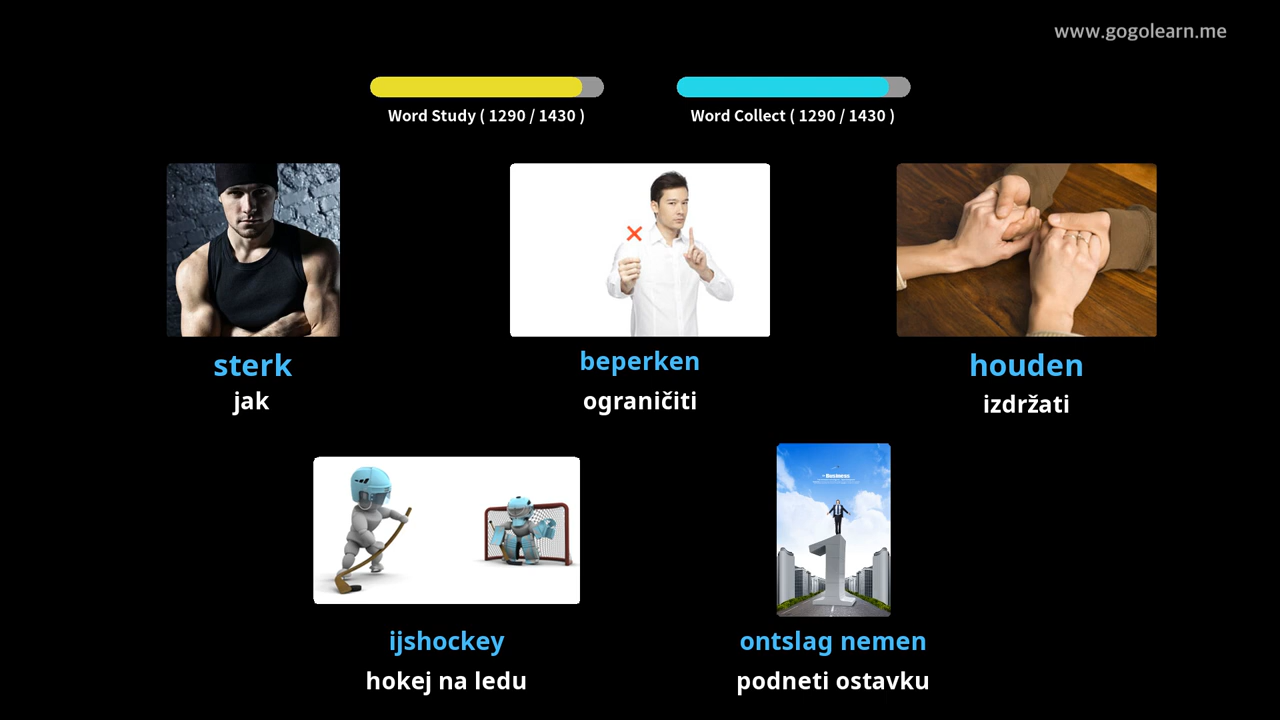 www.gogolearn.me
Word Study ( 1290 / 1430 )
Word Collect ( 1290 / 1430 )
sterk
jak
beperken
ograničiti
houden
izdržati
Business
ijshockey
hokej na ledu
ontslag nemen
podneti ostavku